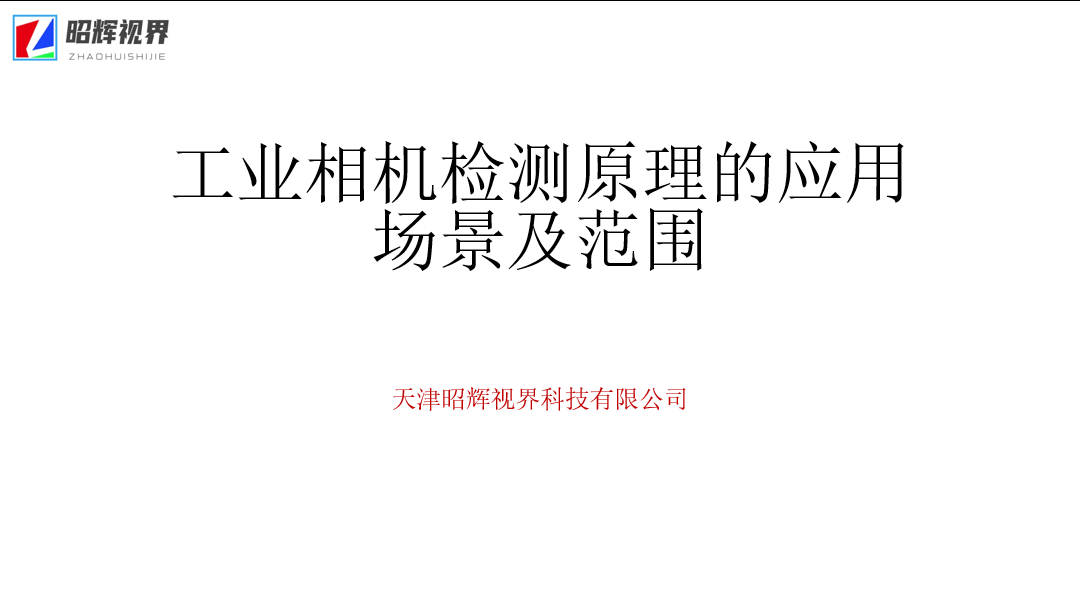 昭辉视界
ZHAOHUISHIJIE
工业相机检测原理的应用
场景及范围
天津昭辉视界科技有限公司